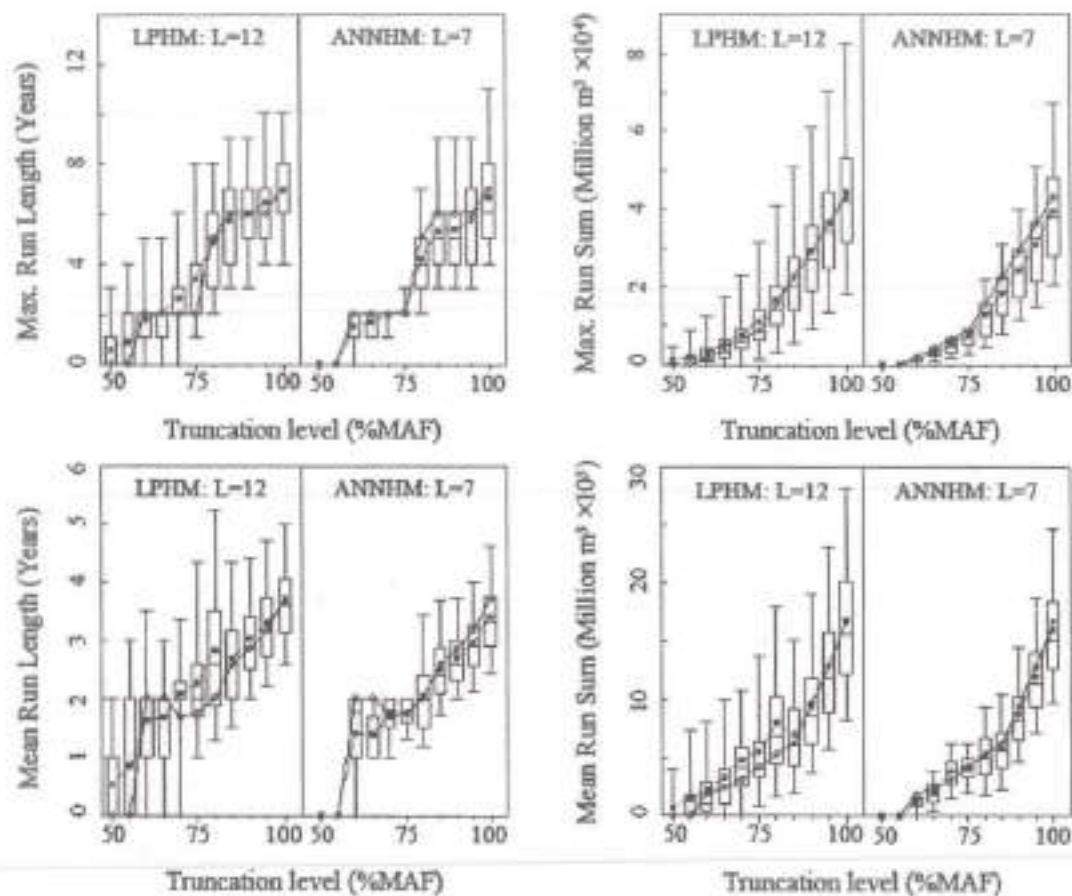 LPHM: L=12
ANNHM: L=7
Max. Run Length (Years)
12
8
4
0
50 75 100 50 75 100
Truncation level (%MAF)
LPHM: L=12
ANNHM: L=7
Max. Run Sum (Million m³ ×10⁴)
8
6
4
2
0
50 75 100 50 75 100
Truncation level (%MAF)
LPHM: L=12
ANNHM: L=7
Mean Run Length (Years)
6
5
4
3
2
1
0
50 75 100 50 75 100
Truncation level (%MAF)
LPHM: L=12
ANNHM: L=7
Mean Run Sum (Million m³ ×10³)
30
20
10
0
50 75 100 50 75 100
Truncation level (%MAF)